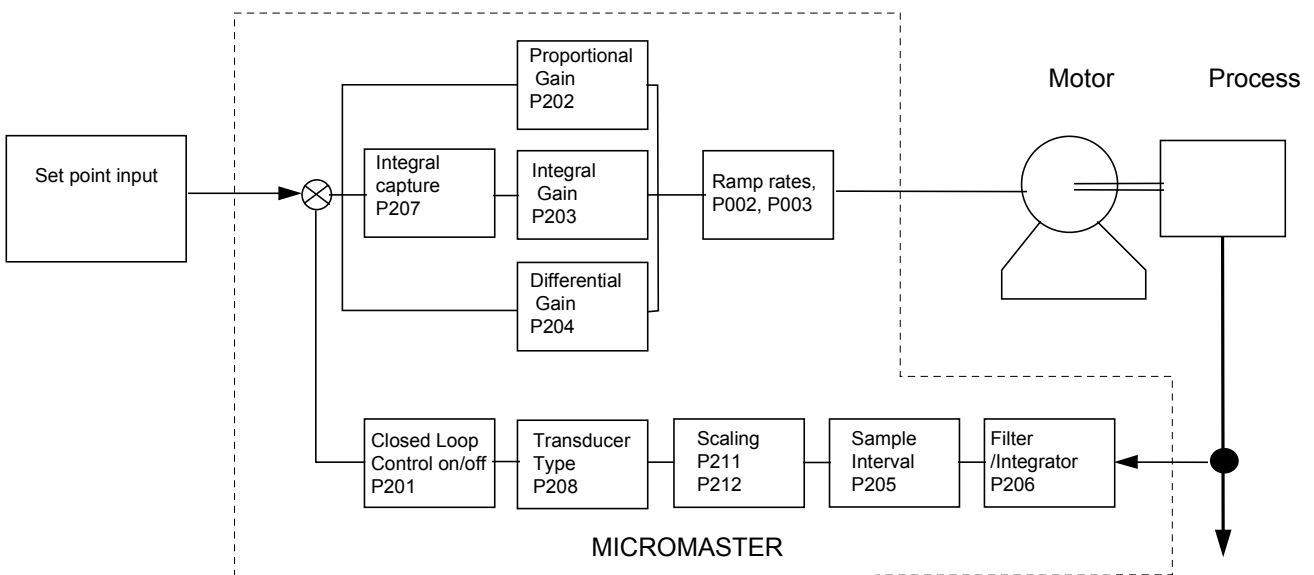 Proportional
Gain
P202
Motor
Process
Set point input
Integral
capture
P207
Integral
Gain
P203
Ramp rates,
P002, P003
Differential
Gain
P204
Closed Loop
Control on/off
P201
Transducer
Type
P208
Scaling
P211
P212
Sample
Interval
P205
Filter
/Integrator
P206
MICROMASTER